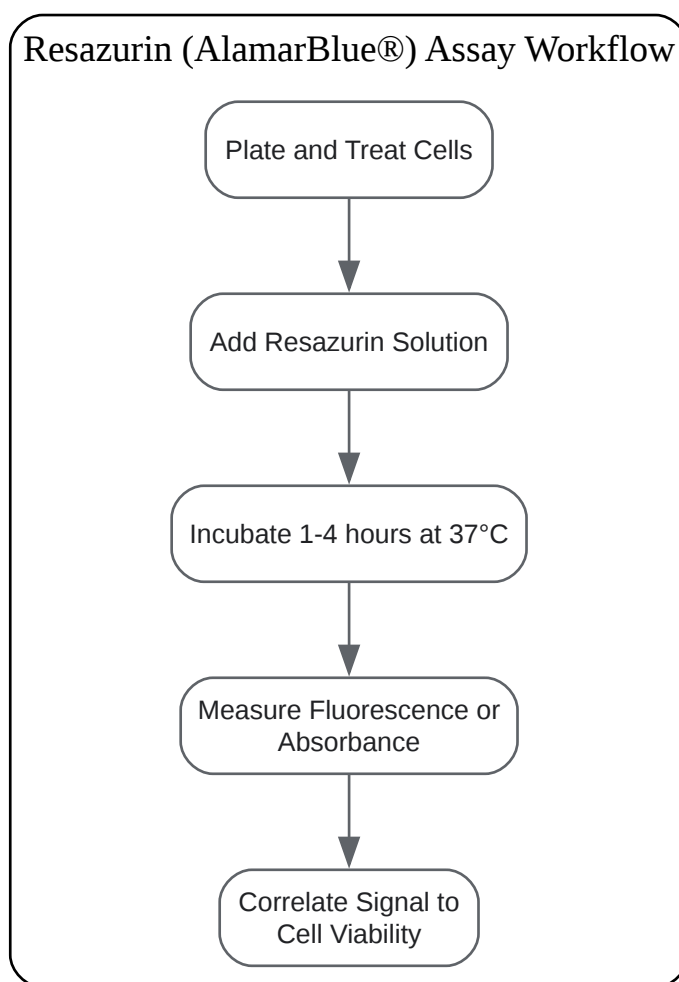 Resazurin (AlamarBlue®) Assay Workflow
Plate and Treat Cells
Add Resazurin Solution
Incubate 1-4 hours at 37°C
Measure Fluorescence or
Absorbance
Correlate Signal to
Cell Viability